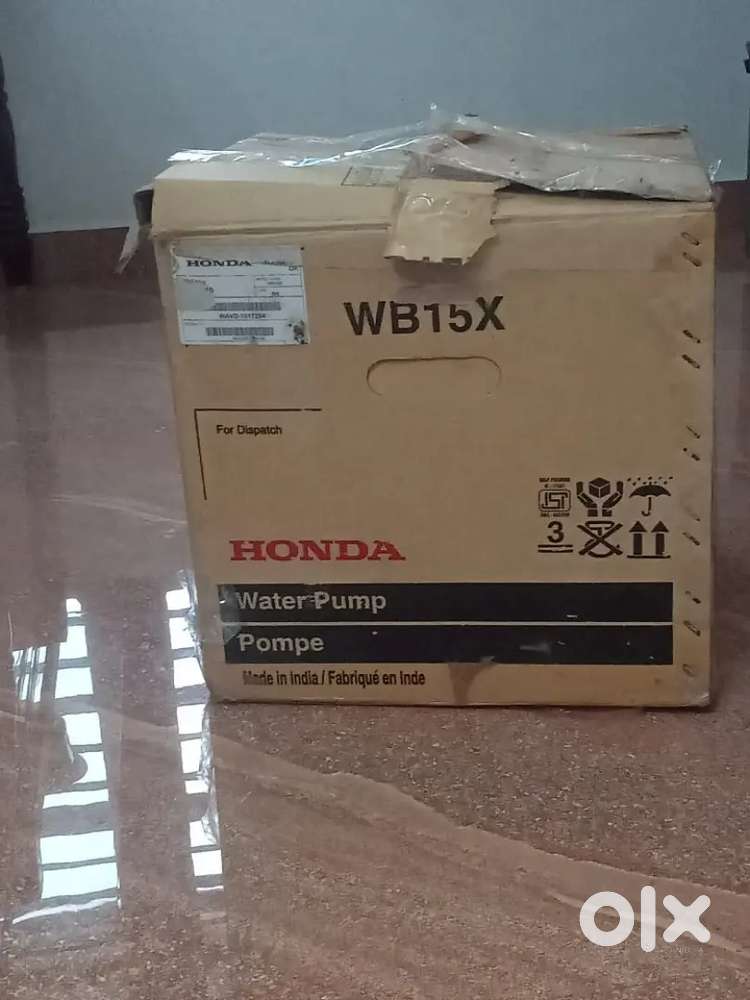 HONDA
WB15X
For Dispatch
3
HONDA
Water Pump
Pompe
Made in India / Fabriqué en Inde
olx